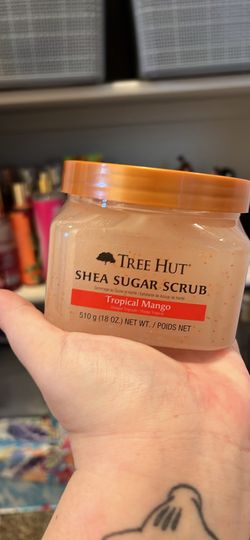 TREE HUT®
SHEA SUGAR SCRUB
Tropical Mango
510 g (18 OZ.) NET WT. / POIDS NET